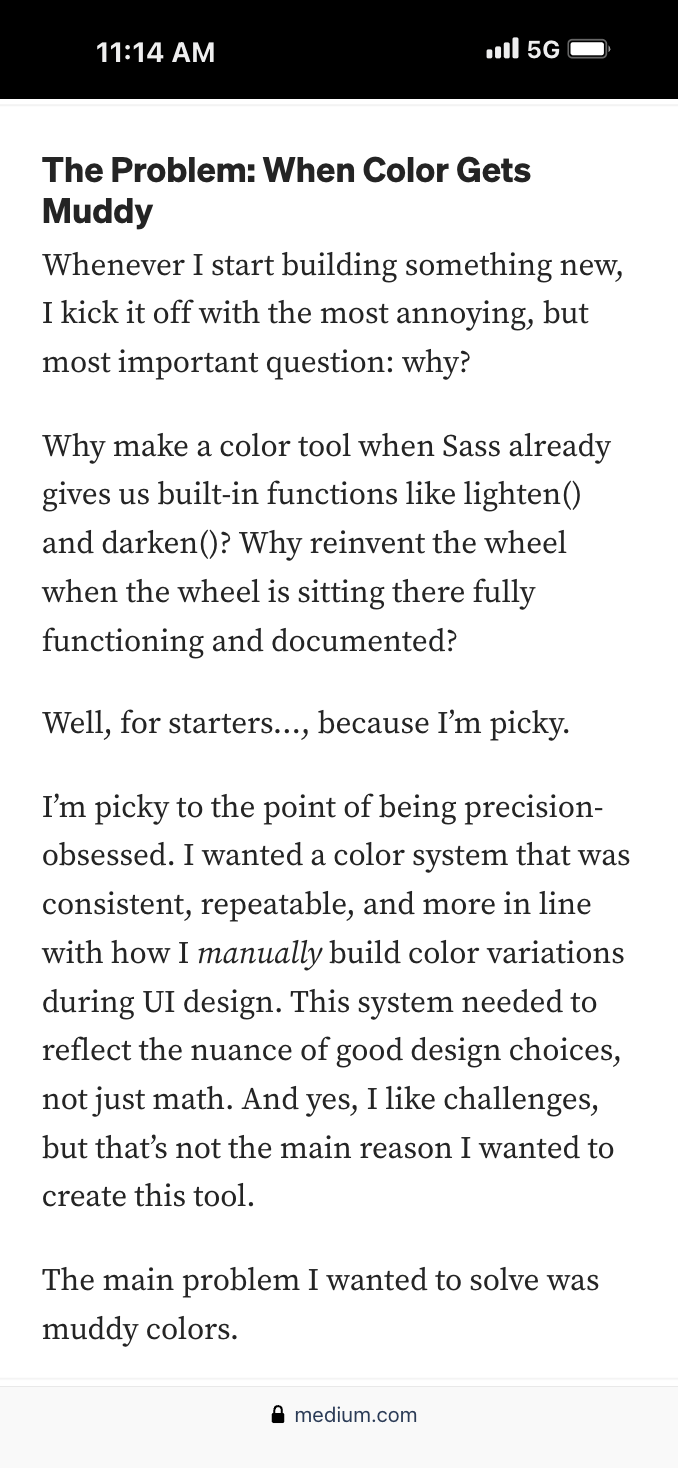 11:14 AM
5G
The Problem: When Color Gets
Muddy
Whenever I start building something new,
I kick it off with the most annoying, but
most important question: why?
Why make a color tool when Sass already
gives us built-in functions like lighten()
and darken()? Why reinvent the wheel
when the wheel is sitting there fully
functioning and documented?
Well, for starters…, because I’m picky.
I’m picky to the point of being precision-
obsessed. I wanted a color system that was
consistent, repeatable, and more in line
with how I manually build color variations
during UI design. This system needed to
reflect the nuance of good design choices,
not just math. And yes, I like challenges,
but that’s not the main reason I wanted to
create this tool.
The main problem I wanted to solve was
muddy colors.
medium.com